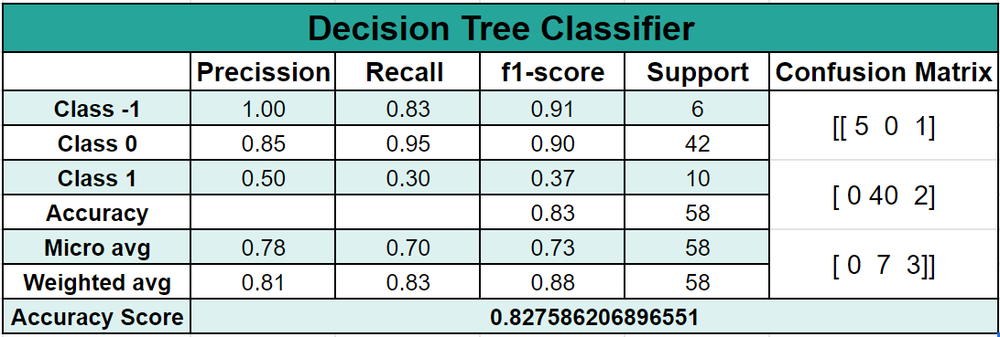 Decision Tree Classifier
Precission Recall f1-score Support Confusion Matrix
Class -1 1.00 0.83 0.91 6
[[ 5 0 1]
Class 0 0.85 0.95 0.90 42
Class 1 0.50 0.30 0.37 10
[ 0 40 2]
Accuracy 0.83 58
Micro avg 0.78 0.70 0.73 58
[ 0 7 3]]
Weighted avg 0.81 0.83 0.88 58
Accuracy Score 0.827586206896551